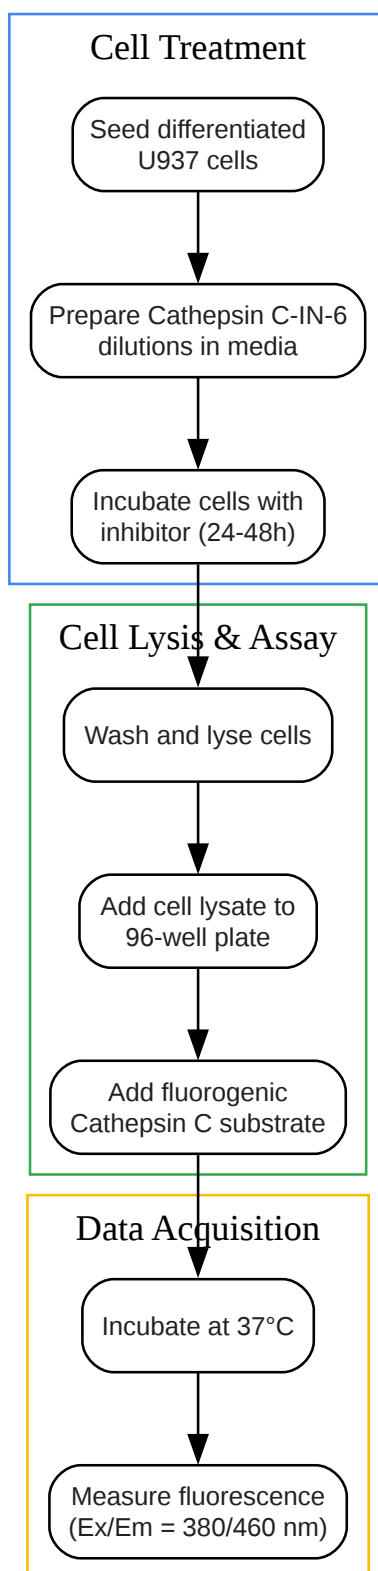 Cell Treatment
Seed differentiated
U937 cells
Prepare Cathepsin C-IN-6
dilutions in media
Incubate cells with
inhibitor (24-48h)
Cell Lysis & Assay
Wash and lyse cells
Add cell lysate to
96-well plate
Add fluorogenic
Cathepsin C substrate
Data Acquisition
Incubate at 37°C
Measure fluorescence
(Ex/Em = 380/460 nm)